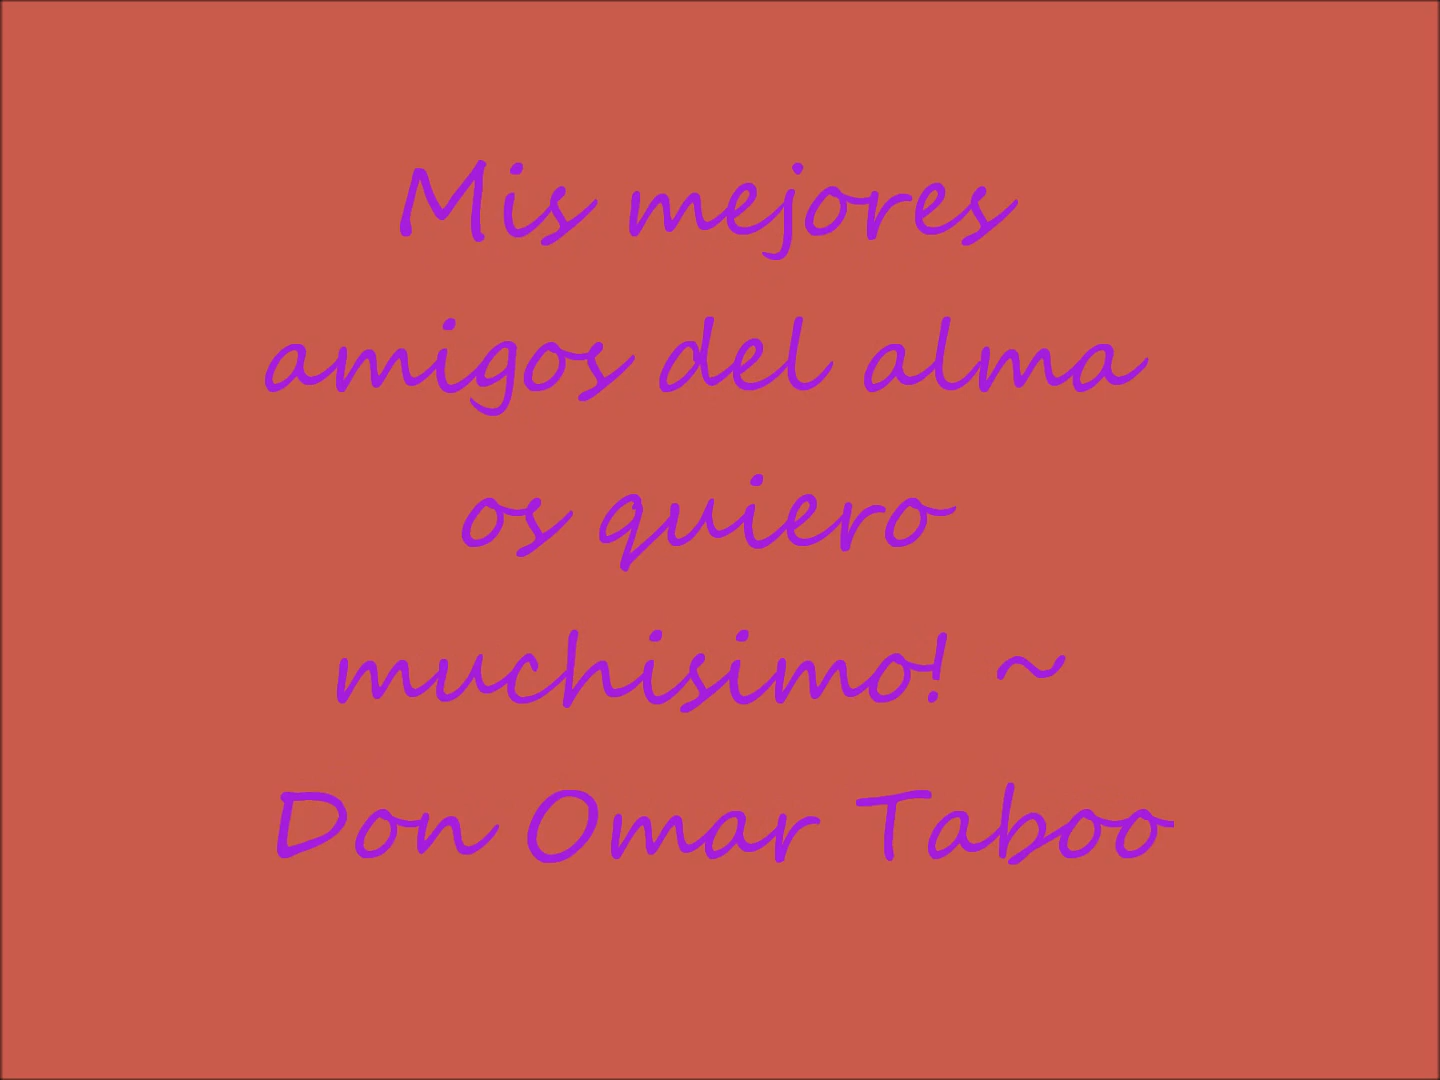 Mis mejores
amigos del alma
os quiero
muchisimo! ~
Don Omar Taboo